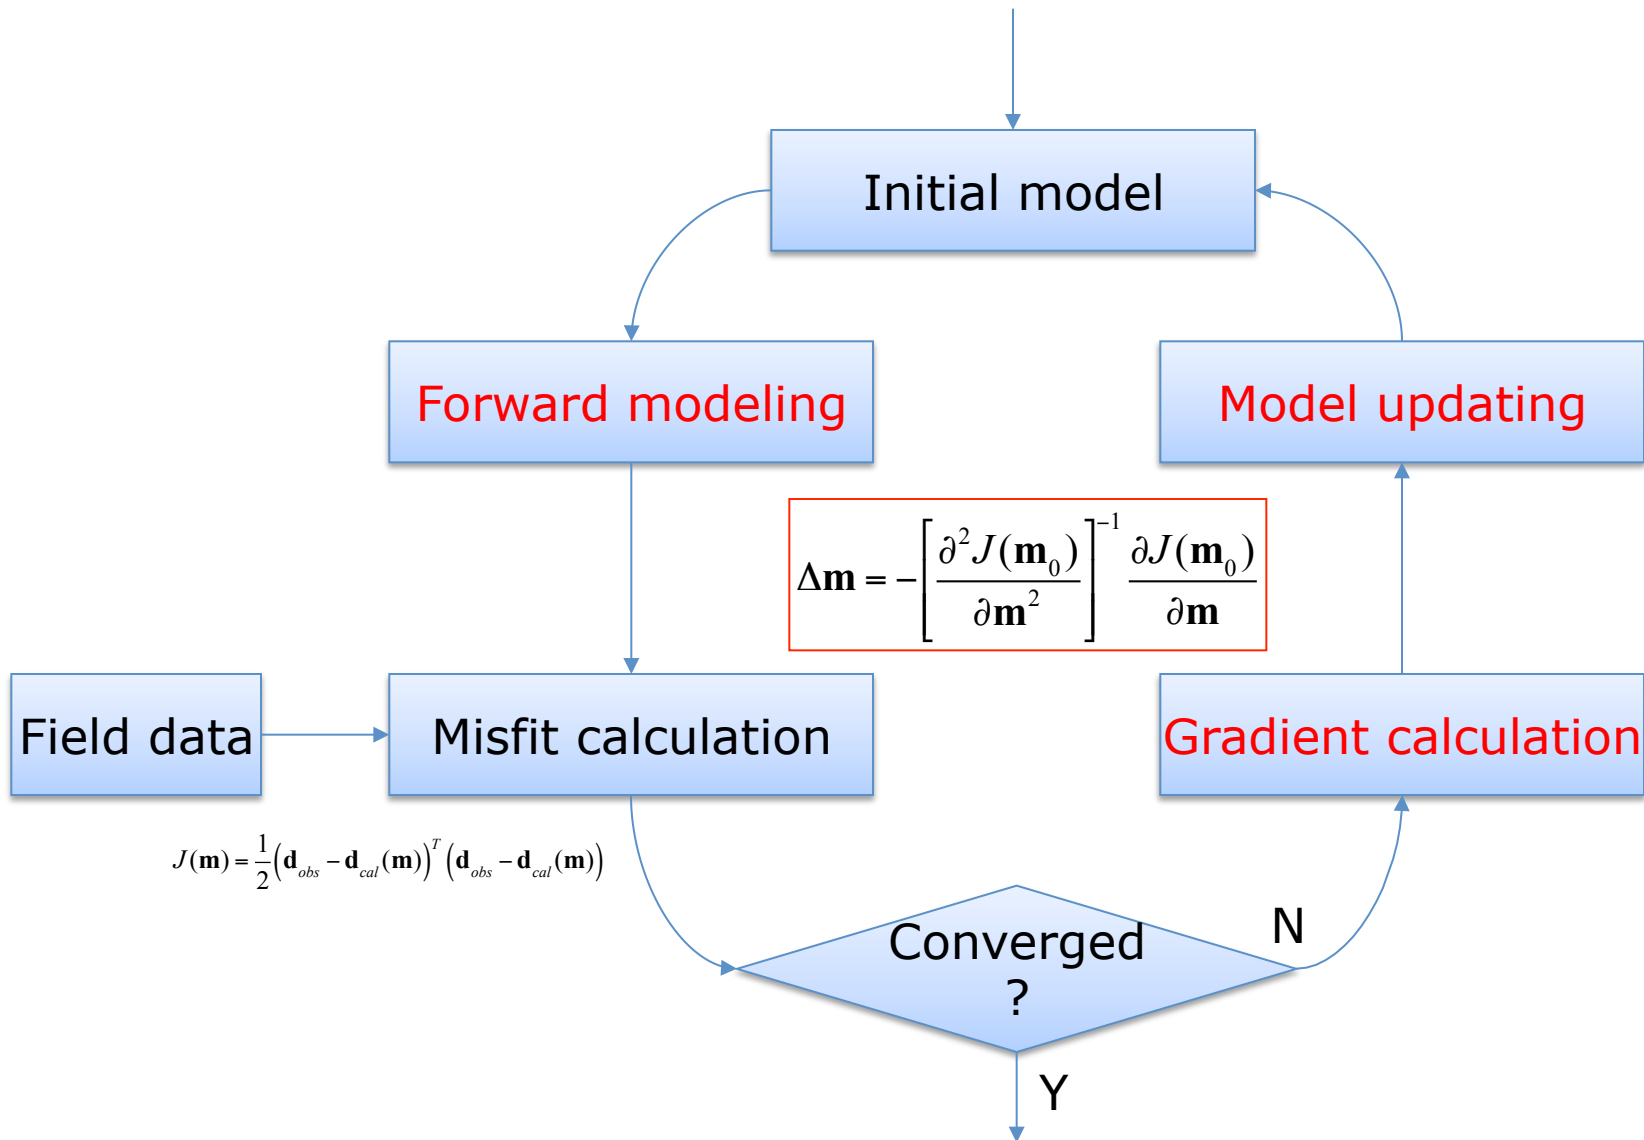 Initial model
Forward modeling
Model updating
Δm = −[∂²J(m₀)/∂m²]⁻¹ ∂J(m₀)/∂m
Field data
Misfit calculation
Gradient calculation
J(m) = 1/2 (d_obs − d_cal(m))ᵀ (d_obs − d_cal(m))
N
Converged
?
Y